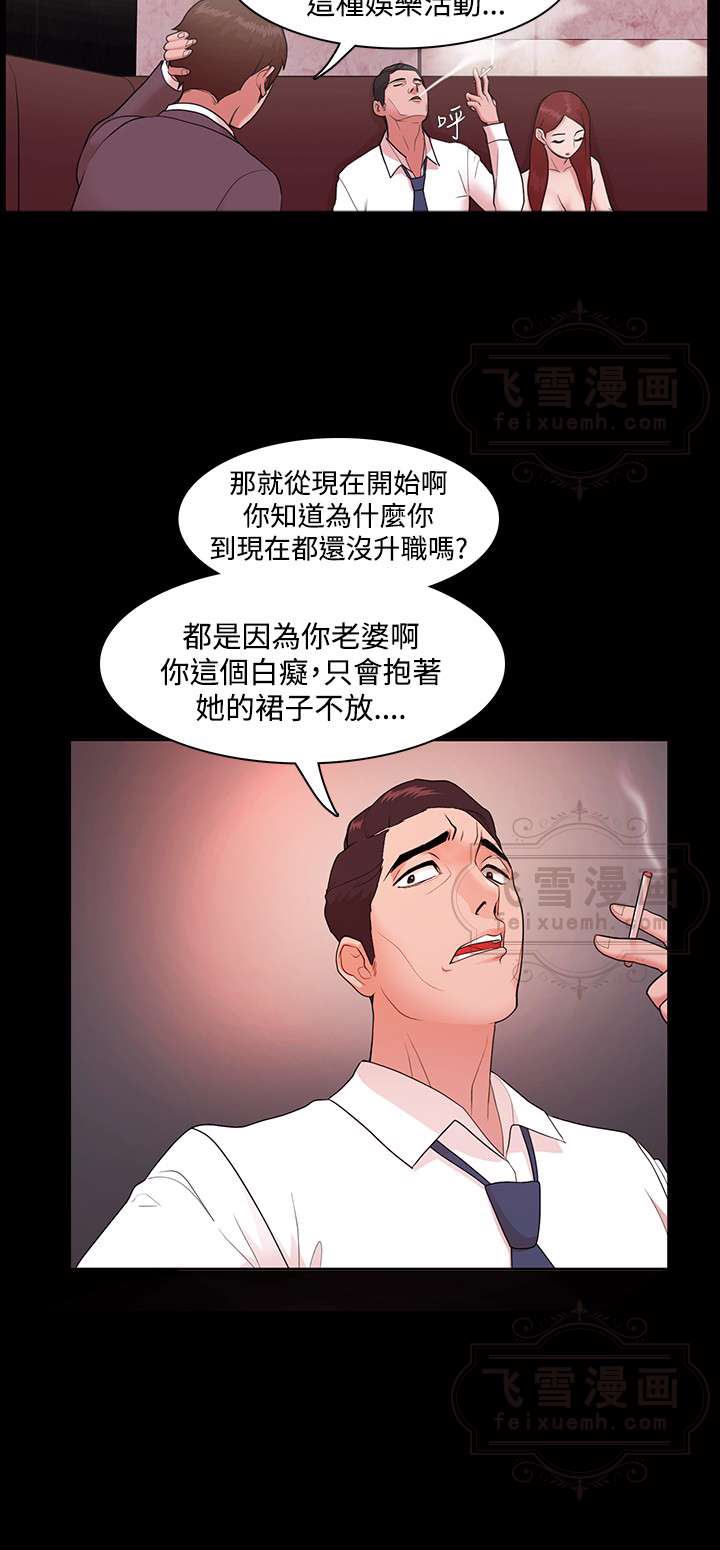 這種娛樂活動...
呼
飞雪漫画
feixuemh.com
那就從現在開始啊
你知道為什麼你
到現在都還沒升職嗎?
都是因為你老婆啊
你這個白癡,只會抱著
她的裙子不放....
飞雪漫画
feixuemh.com
飞雪漫画
feixuemh.com